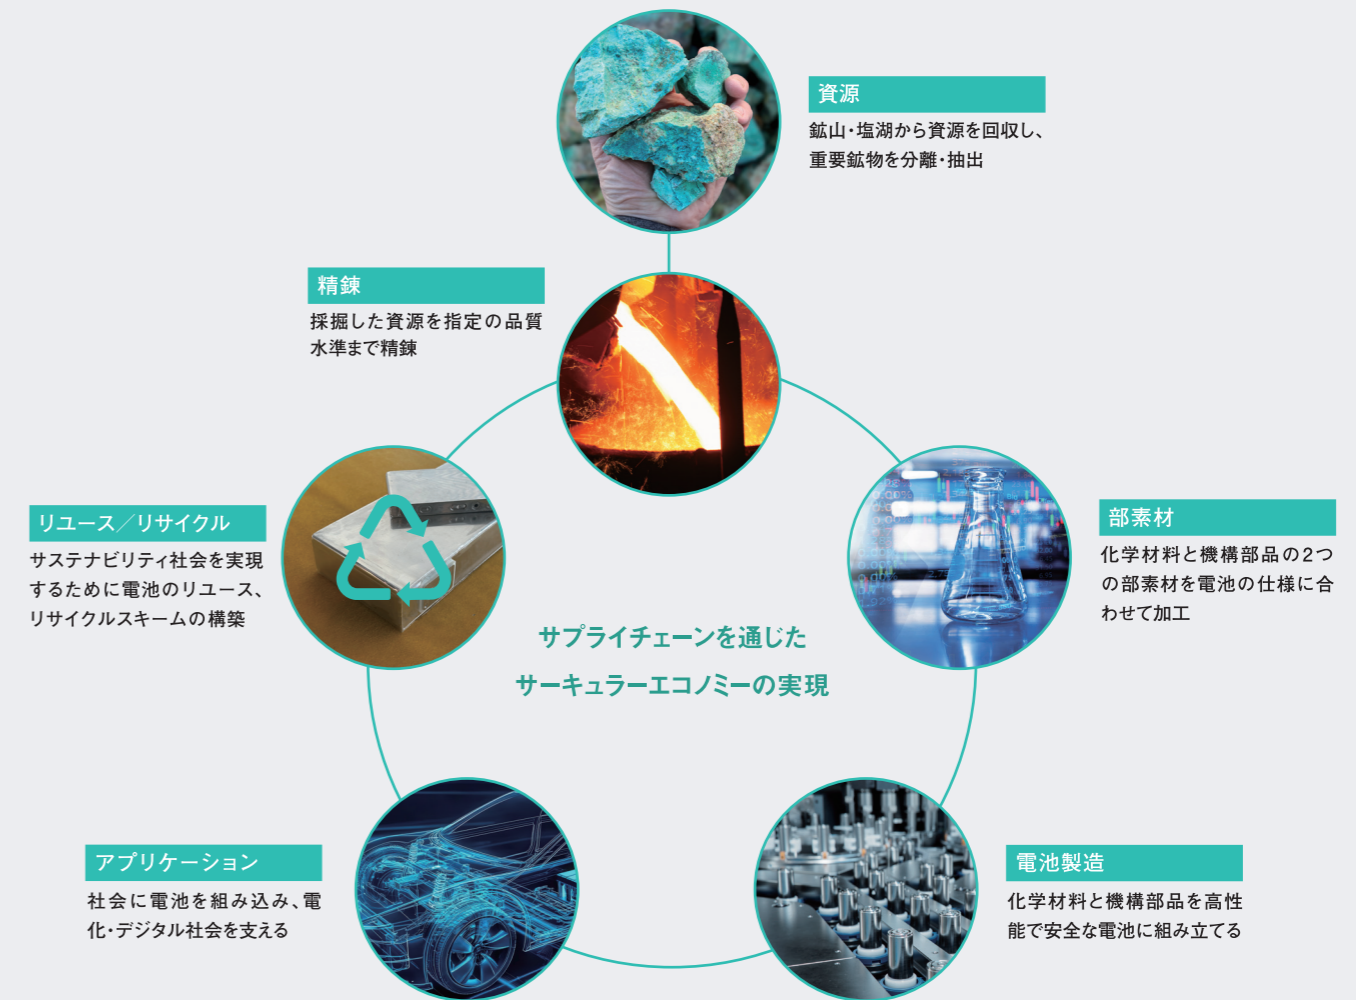 資源
鉱山・塩湖から資源を回収し、
重要鉱物を分離・抽出
精錬
採掘した資源を指定の品質
水準まで精錬
リユース／リサイクル
サステナビリティ社会を実現
するために電池のリユース、
リサイクルスキームの構築
部素材
化学材料と機構部品の2つ
の部素材を電池の仕様に合
わせて加工
サプライチェーンを通じた
サーキュラーエコノミーの実現
アプリケーション
社会に電池を組み込み、電
化・デジタル社会を支える
電池製造
化学材料と機構部品を高性
能で安全な電池に組み立てる